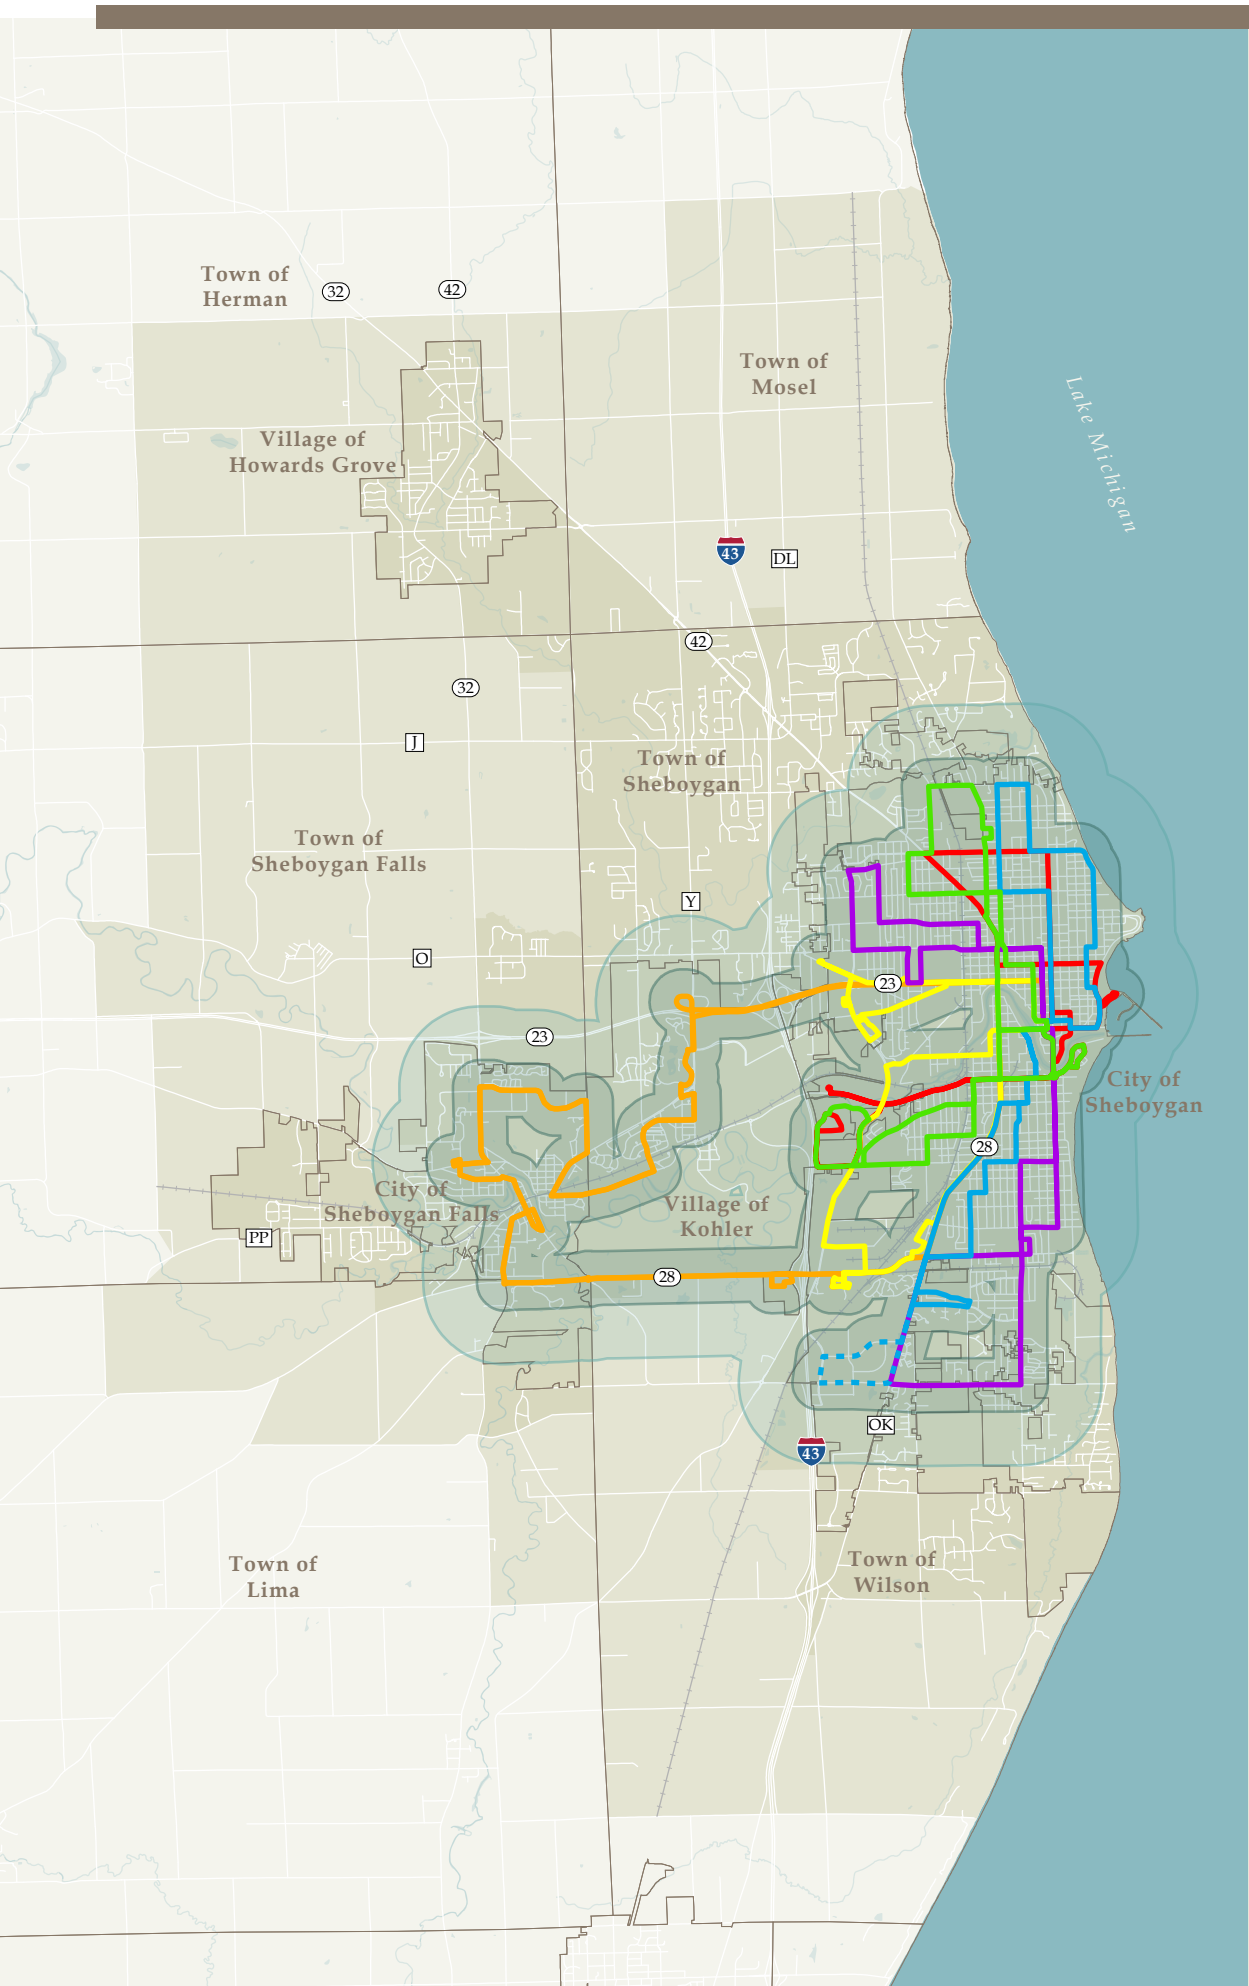 Town of
Herman
32
42
Town of
Mosel
Lake Michigan
Village of
Howards Grove
43
DL
42
32
J
Town of
Sheboygan
Town of
Sheboygan Falls
Y
O
23
23
City of
Sheboygan
28
City of
Sheboygan Falls
Village of
Kohler
PP
28
OK
43
Town of
Wilson
Town of
Lima